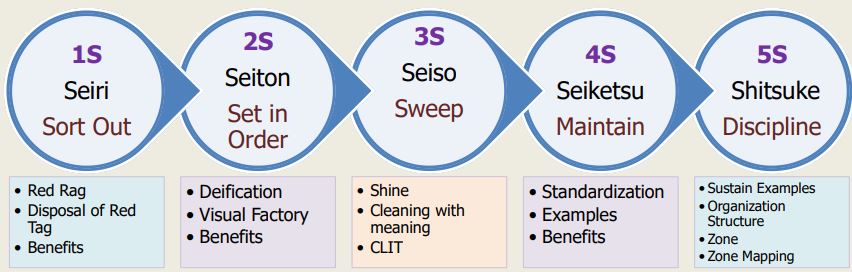 1S
Seiri
Sort Out
2S
Seiton
Set in
Order
3S
Seiso
Sweep
4S
Seiketsu
Maintain
5S
Shitsuke
Discipline
• Red Rag
• Disposal of Red
Tag
• Benefits
• Deification
• Visual Factory
• Benefits
• Shine
• Cleaning with
meaning
• CLIT
• Standardization
• Examples
• Benefits
• Sustain Examples
• Organization
Structure
• Zone
• Zone Mapping